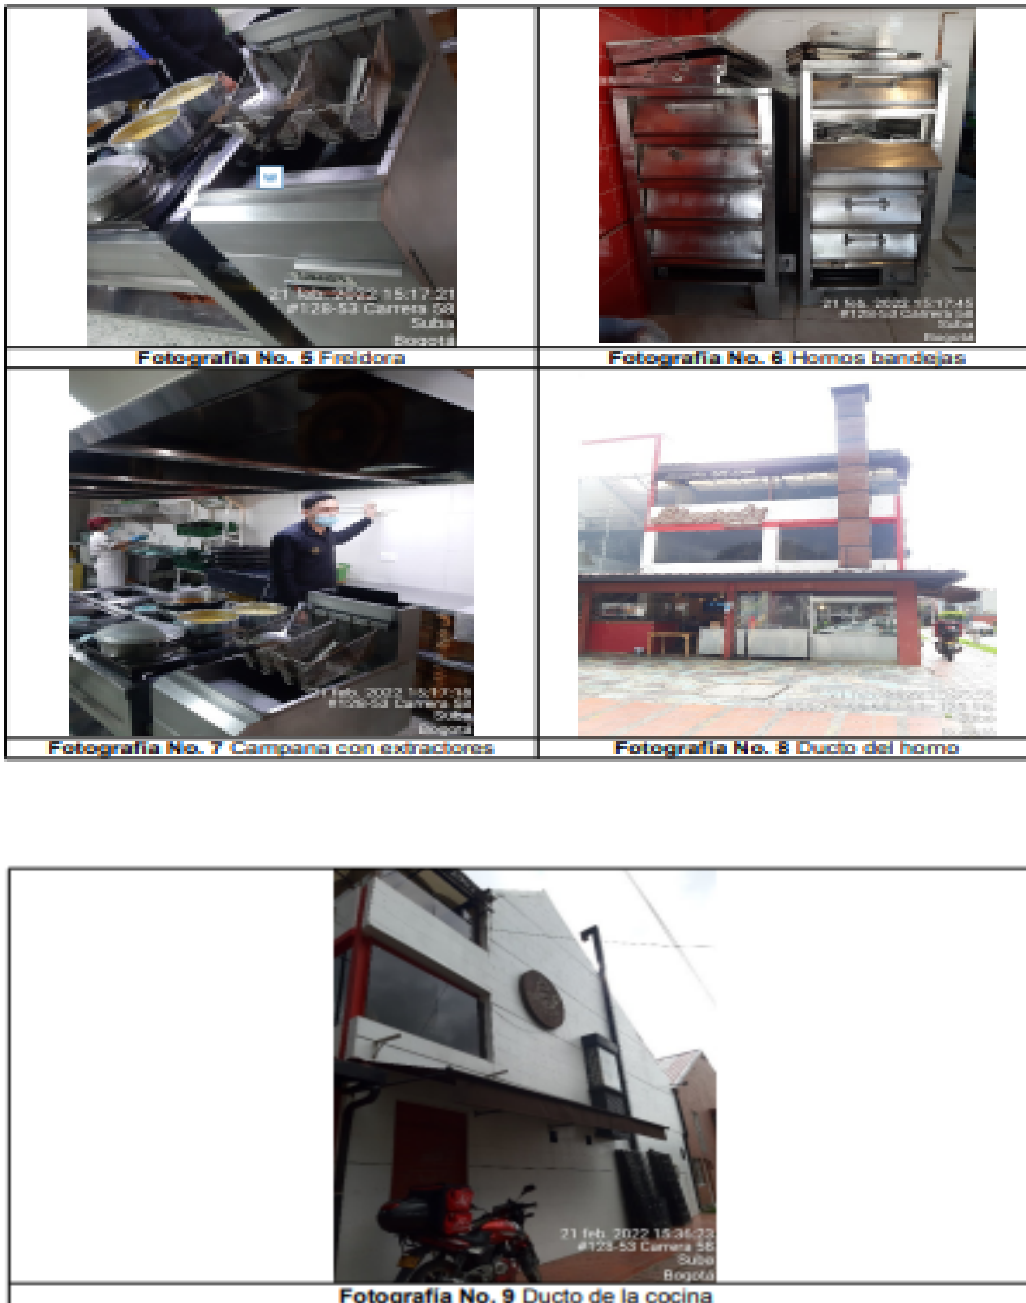 21 feb. 2022 15:17:21
#128-53 Carrera 58
Suba
Bogotá
21 feb. 2022 15:17:45
#128-53 Carrera 58
Suba
Bogotá
Fotografía No. 5 Freidora
Fotografía No. 6 Hornos bandejas
21 feb. 2022 15:17:18
#128-53 Carrera 58
Suba
Bogotá
Fotografía No. 7 Campana con extractores
Fotografía No. 8 Ducto del horno
21 feb. 2022 15:36:23
#128-53 Carrera 58
Suba
Bogotá
Fotografía No. 9 Ducto de la cocina